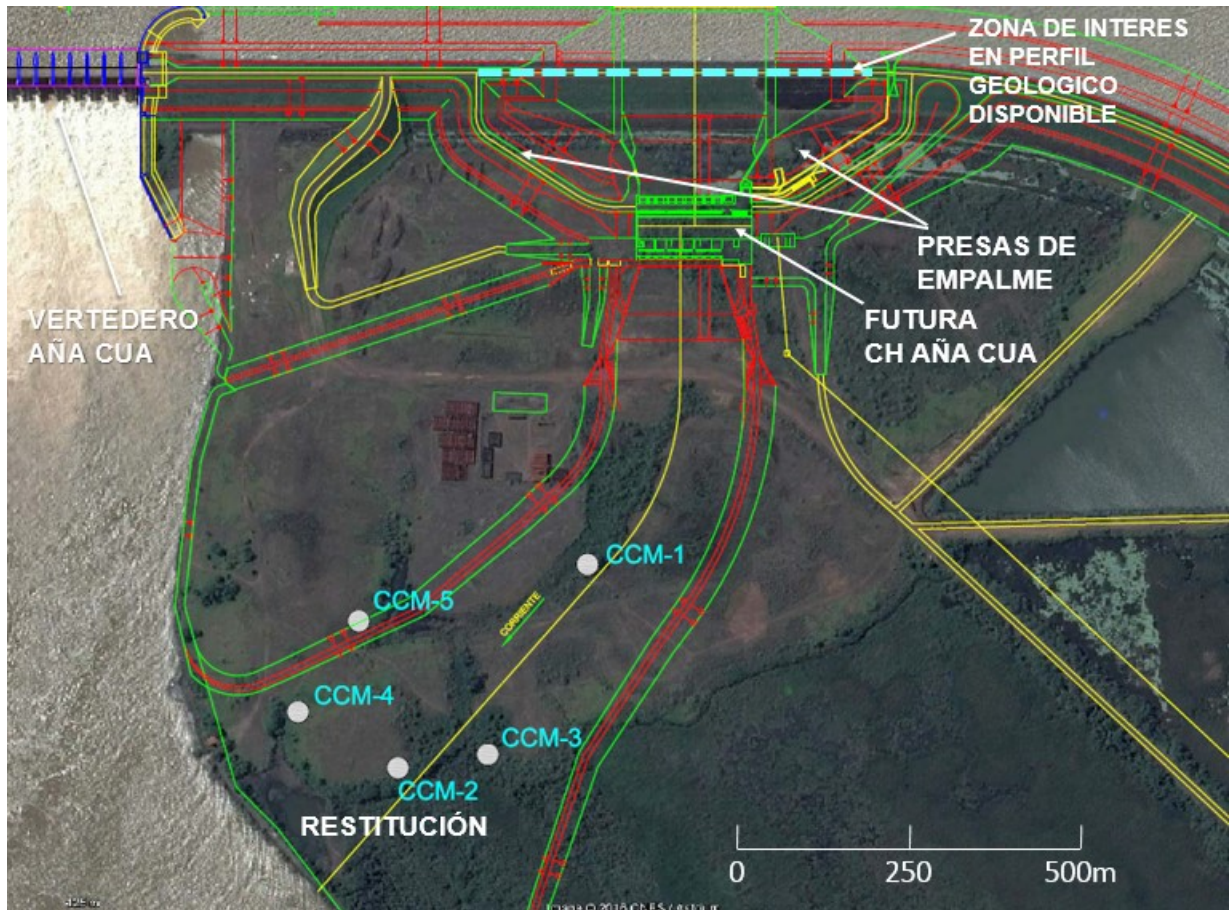 ZONA DE INTERES
EN PERFIL
GEOLOGICO
DISPONIBLE
PRESAS DE
EMPALME
VERTEDERO
AÑA CUA
FUTURA
CH AÑA CUA
CCM-1
CORRIENTE
CCM-5
CCM-4
CCM-3
CCM-2
RESTITUCIÓN
0 250 500m